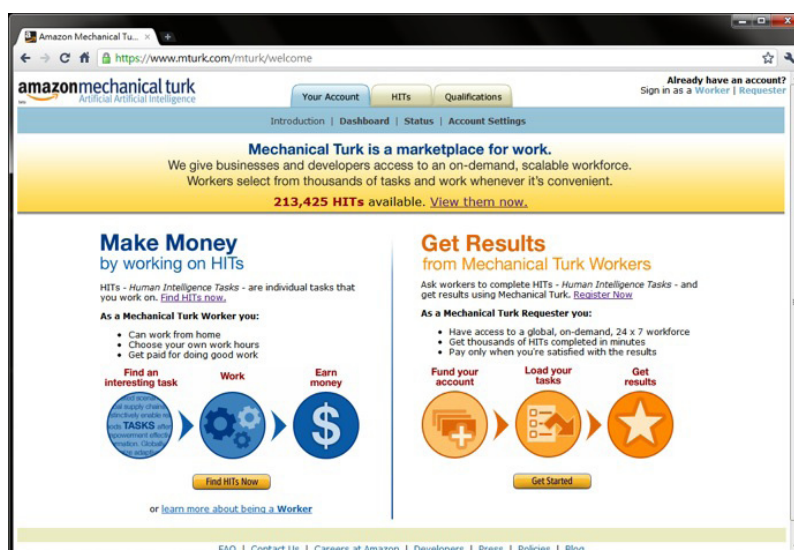 Amazon Mechanical Tu...
https://www.mturk.com/mturk/welcome
amazonmechanical turk
Artificial Artificial Intelligence
Your Account HITs Qualifications
Already have an account?
Sign in as a Worker | Requester
Introduction | Dashboard | Status | Account Settings
Mechanical Turk is a marketplace for work.
We give businesses and developers access to an on-demand, scalable workforce.
Workers select from thousands of tasks and work whenever it's convenient.
213,425 HITs available. View them now.
Make Money
by working on HITs
HITs - Human Intelligence Tasks - are individual tasks that
you work on. Find HITs now.
As a Mechanical Turk Worker you:
• Can work from home
• Choose your own work hours
• Get paid for doing good work
Find an
interesting task
Work
Earn
money
TASKS
$
Find HITs Now
or learn more about being a Worker
Get Results
from Mechanical Turk Workers
Ask workers to complete HITs - Human Intelligence Tasks - and
get results using Mechanical Turk. Register Now
As a Mechanical Turk Requester you:
• Have access to a global, on-demand, 24 x 7 workforce
• Get thousands of HITs completed in minutes
• Pay only when you're satisfied with the results
Fund your
account
Load your
tasks
Get
results
Get Started
FAQ | Contact Us | Careers at Amazon | Developers | Press | Policies | Blog